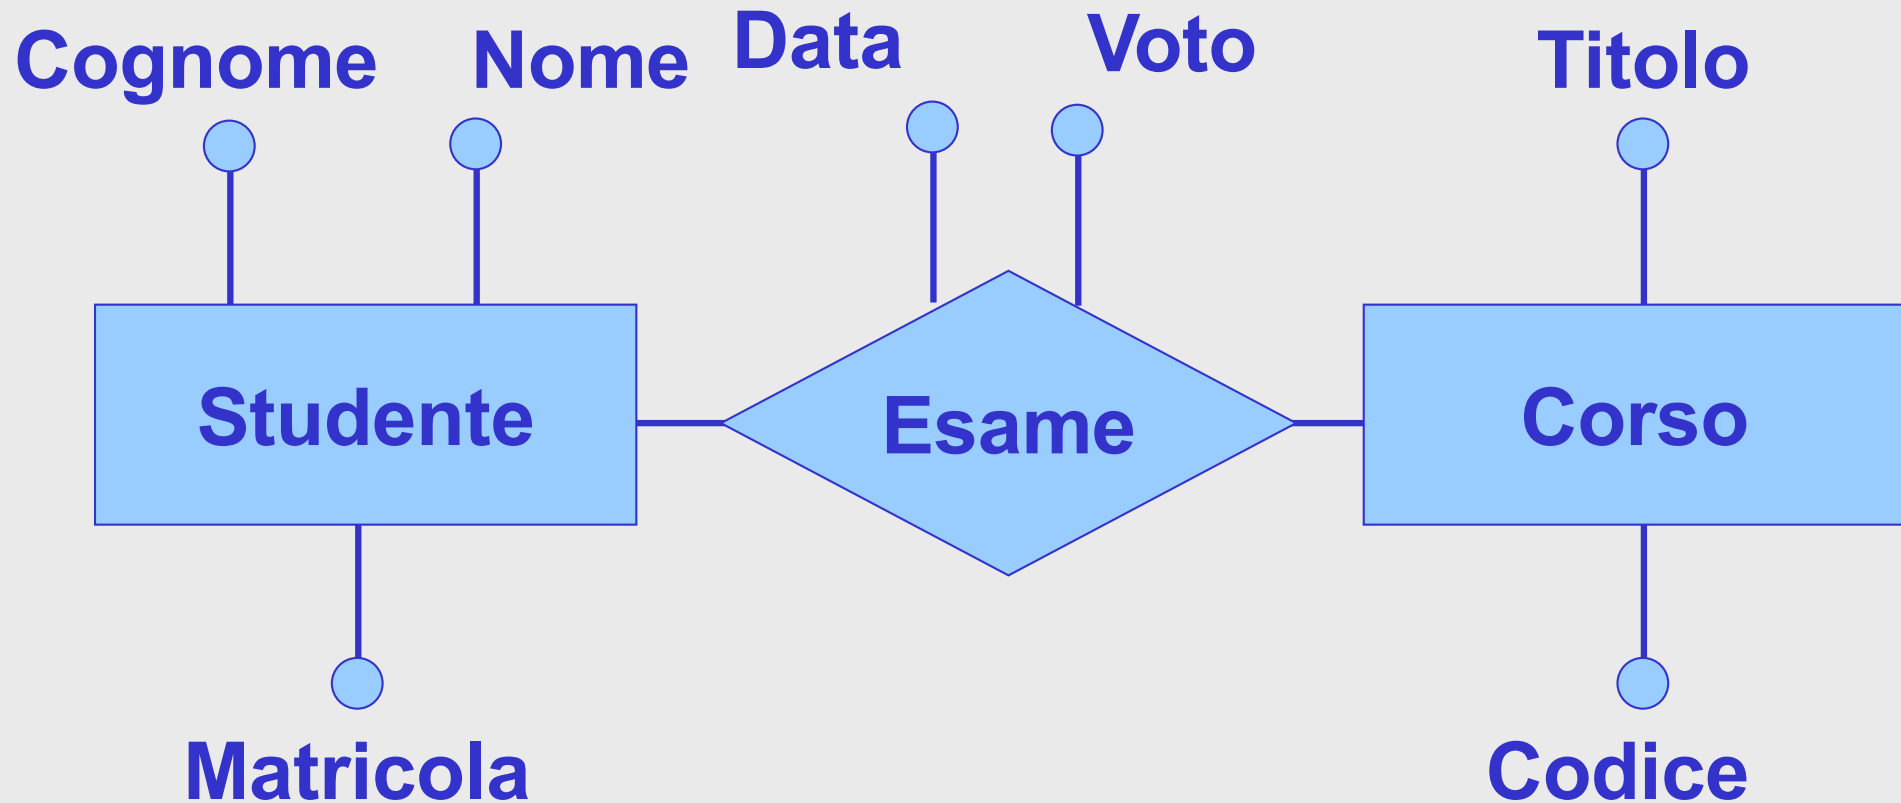 Cognome
Nome
Data
Voto
Titolo
Studente
Esame
Corso
Matricola
Codice